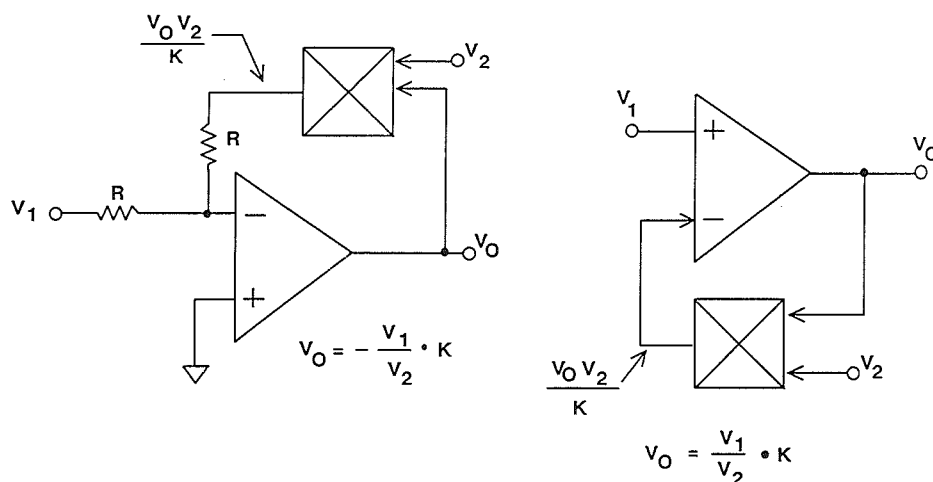 V_O V_2
K
V_2
R
R
V_1
−
+
V_O
V_O = − V_1/V_2 • K
V_1
+
−
V_O
V_2
V_O V_2
K
V_O = V_1/V_2 • K